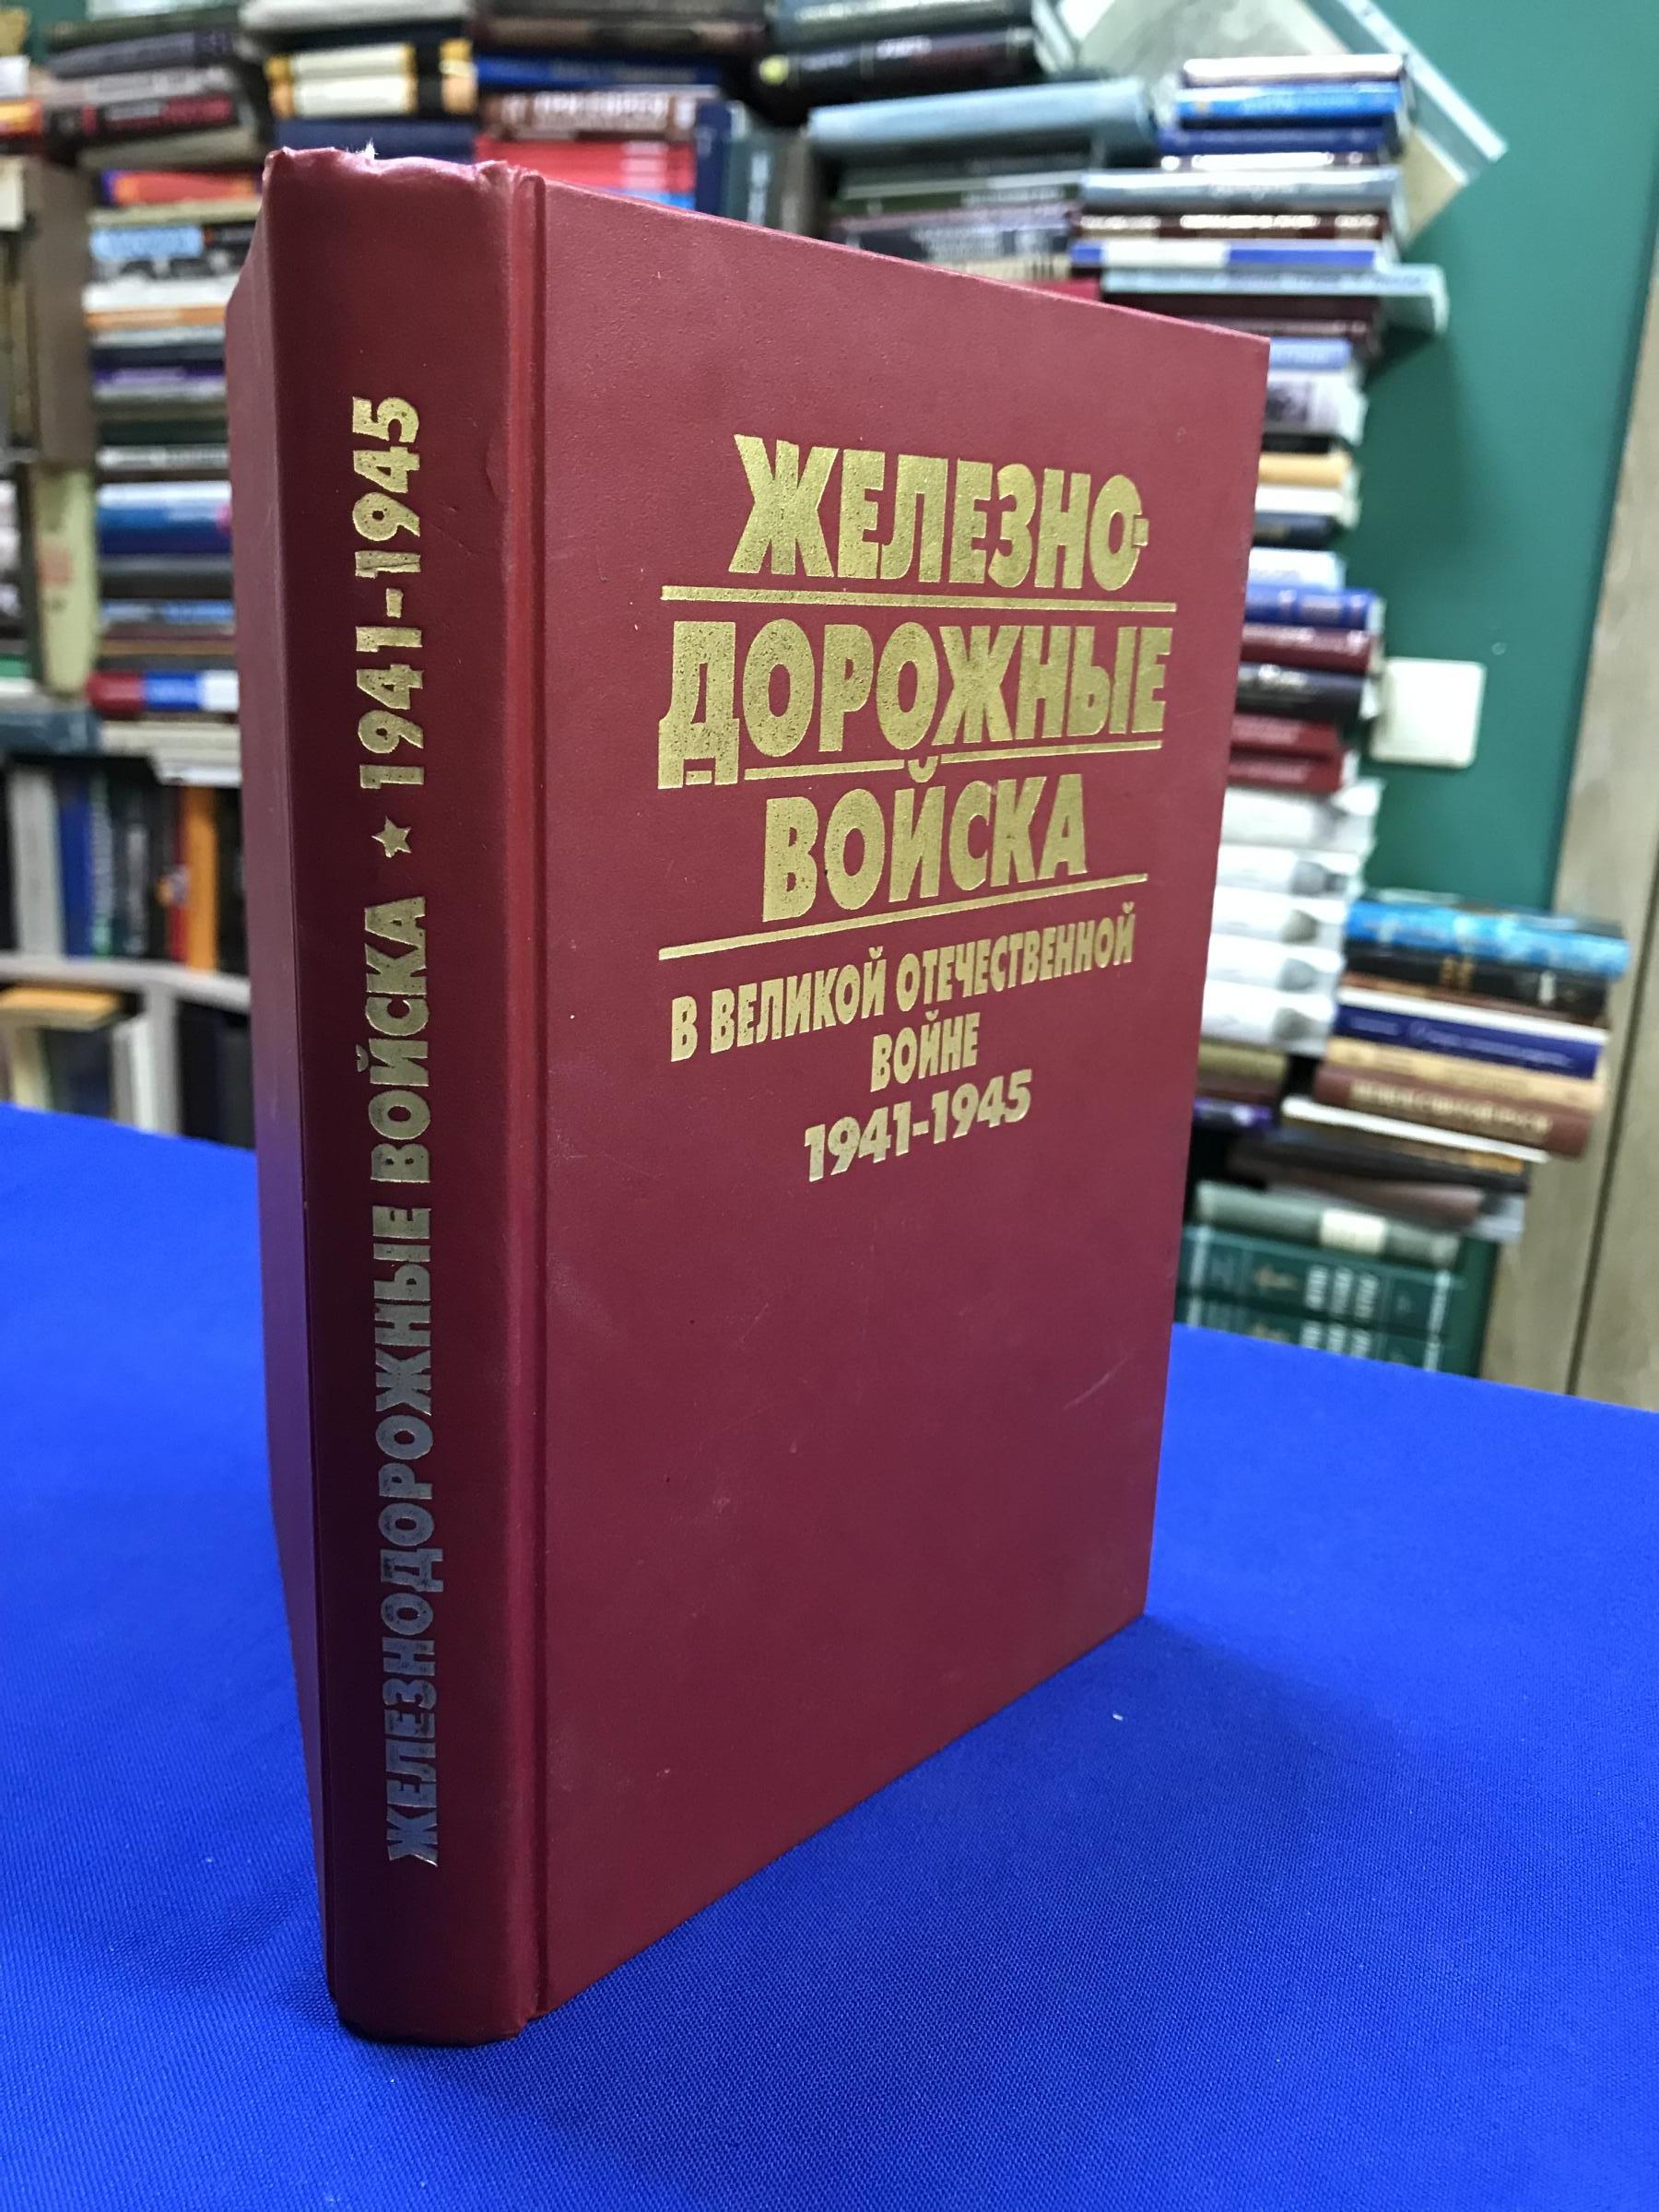 ЖЕЛЕЗНОДОРОЖНЫЕ ВОЙСКА ★ 1941-1945
ЖЕЛЕЗНО-
ДОРОЖНЫЕ
ВОЙСКА
В ВЕЛИКОЙ ОТЕЧЕСТВЕННОЙ
ВОЙНЕ
1941-1945